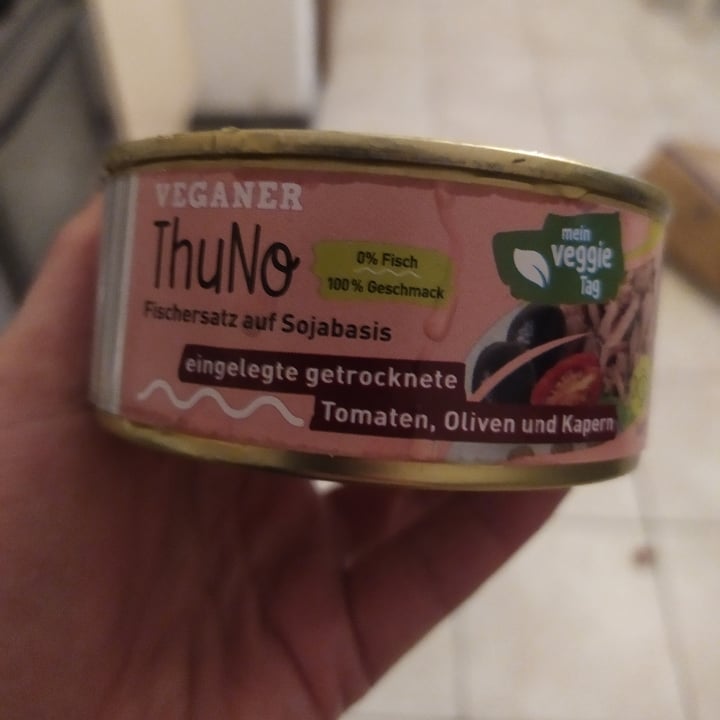 VEGANER
ThuNo
0% Fisch
100% Geschmack
Fischersatz auf Sojabasis
eingelegte getrocknete
Tomaten, Oliven und Kapern
mein
veggie
Tag